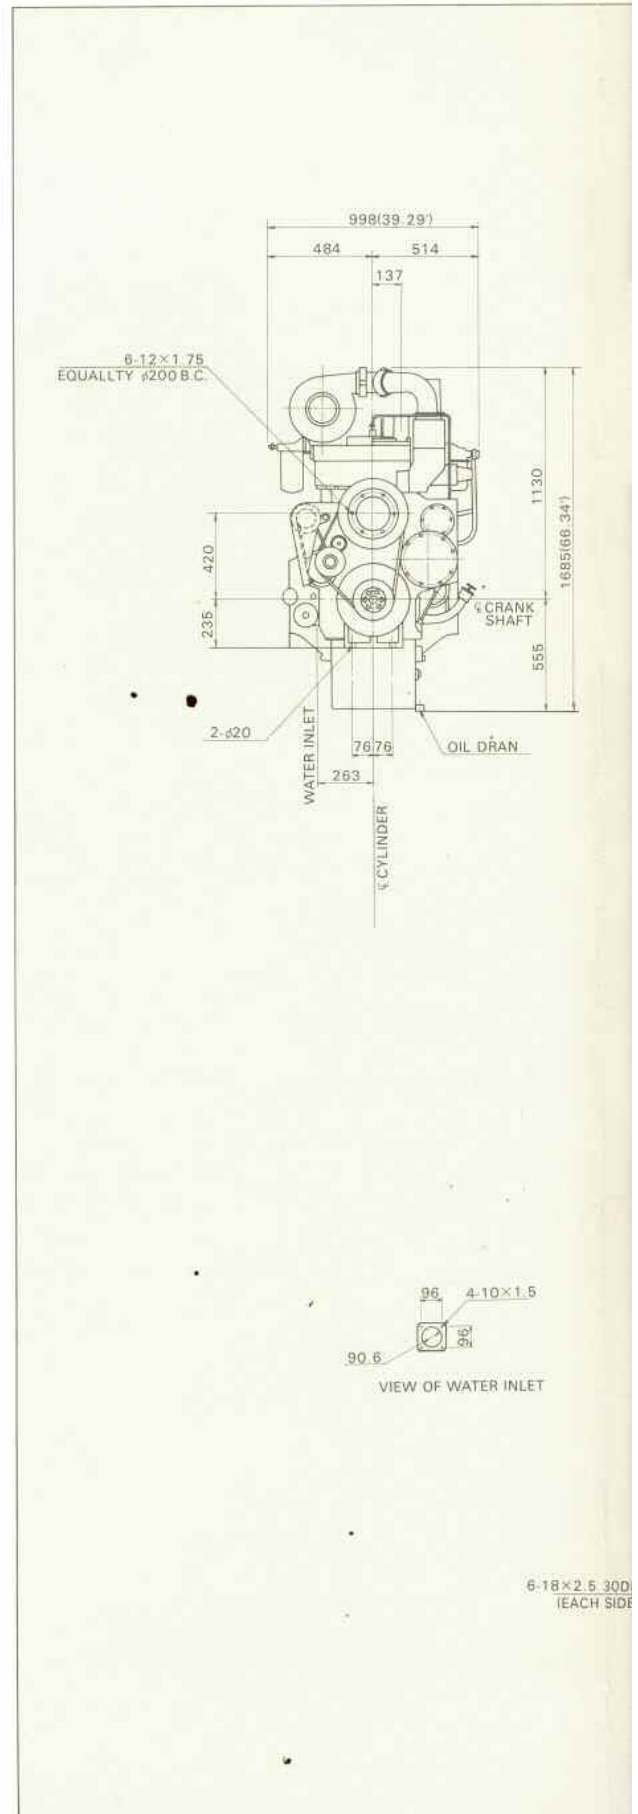 998(39.29')
484
514
137
6-12×1.75
EQUALLTY ⌀200 B.C.
1130
1685(66.34')
420
235
℄ CRANK
SHAFT
555
2-⌀20
WATER INLET
76
76
OIL DRAN
263
℄ CYLINDER
96
4-10×1.5
96
90.6
VIEW OF WATER INLET
6-18×2.5 30D
(EACH SIDE